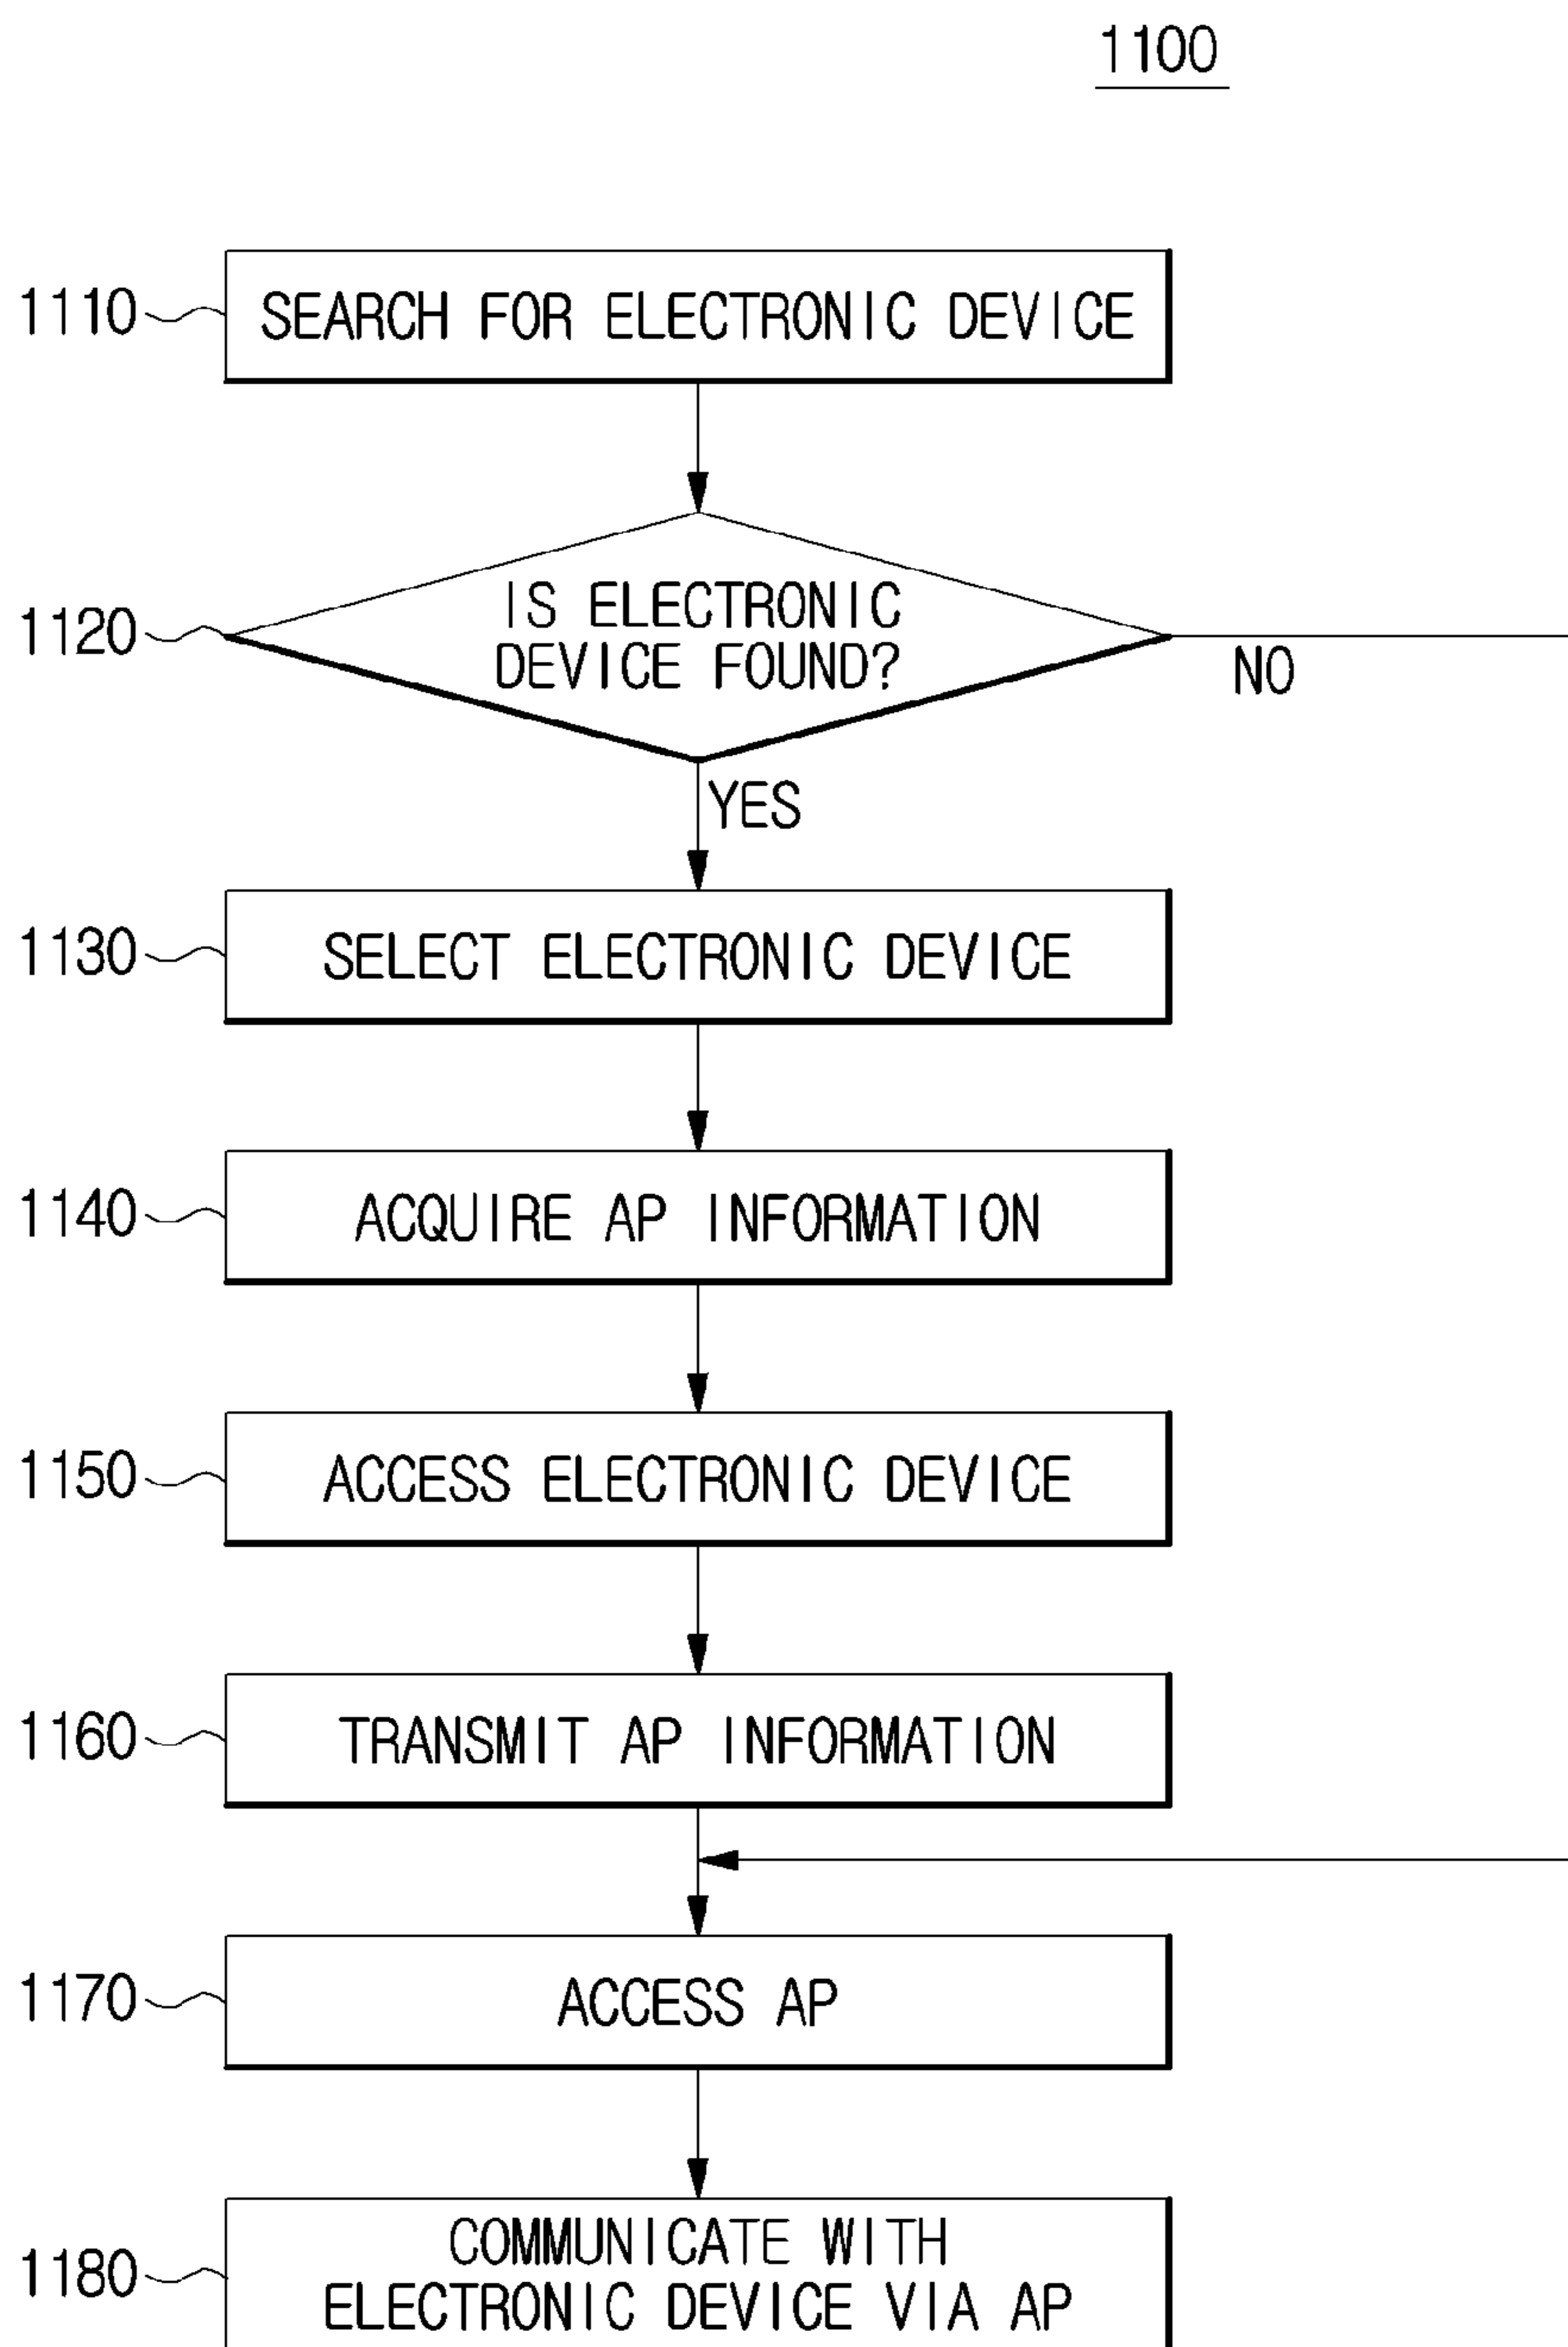 1100
1110
SEARCH FOR ELECTRONIC DEVICE
1120
IS ELECTRONIC
DEVICE FOUND?
NO
YES
1130
SELECT ELECTRONIC DEVICE
1140
ACQUIRE AP INFORMATION
1150
ACCESS ELECTRONIC DEVICE
1160
TRANSMIT AP INFORMATION
1170
ACCESS AP
1180
COMMUNICATE WITH
ELECTRONIC DEVICE VIA AP